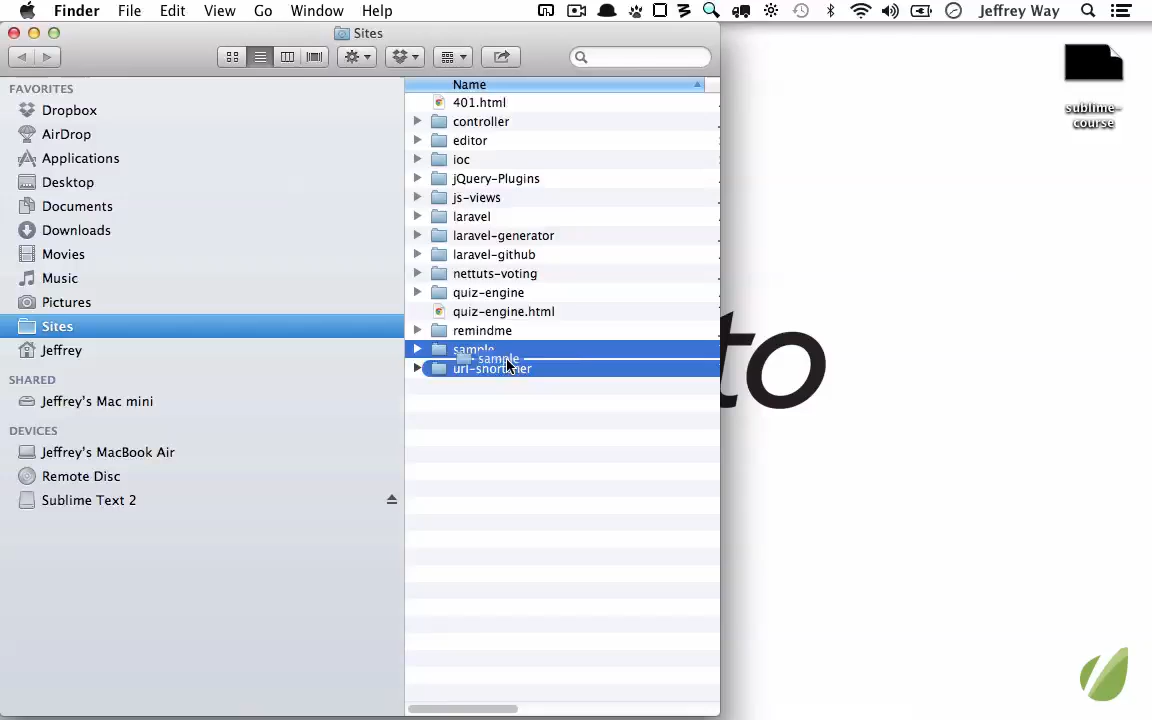 Finder File Edit View Go Window Help Jeffrey Way
Sites
FAVORITES
Dropbox
AirDrop
Applications
Desktop
Documents
Downloads
Movies
Music
Pictures
Sites
Jeffrey
SHARED
Jeffrey's Mac mini
DEVICES
Jeffrey's MacBook Air
Remote Disc
Sublime Text 2
Name
401.html
controller
editor
ioc
jQuery-Plugins
js-views
laravel
laravel-generator
laravel-github
nettuts-voting
quiz-engine
quiz-engine.html
remindme
sample
sample
sublime-
course
to